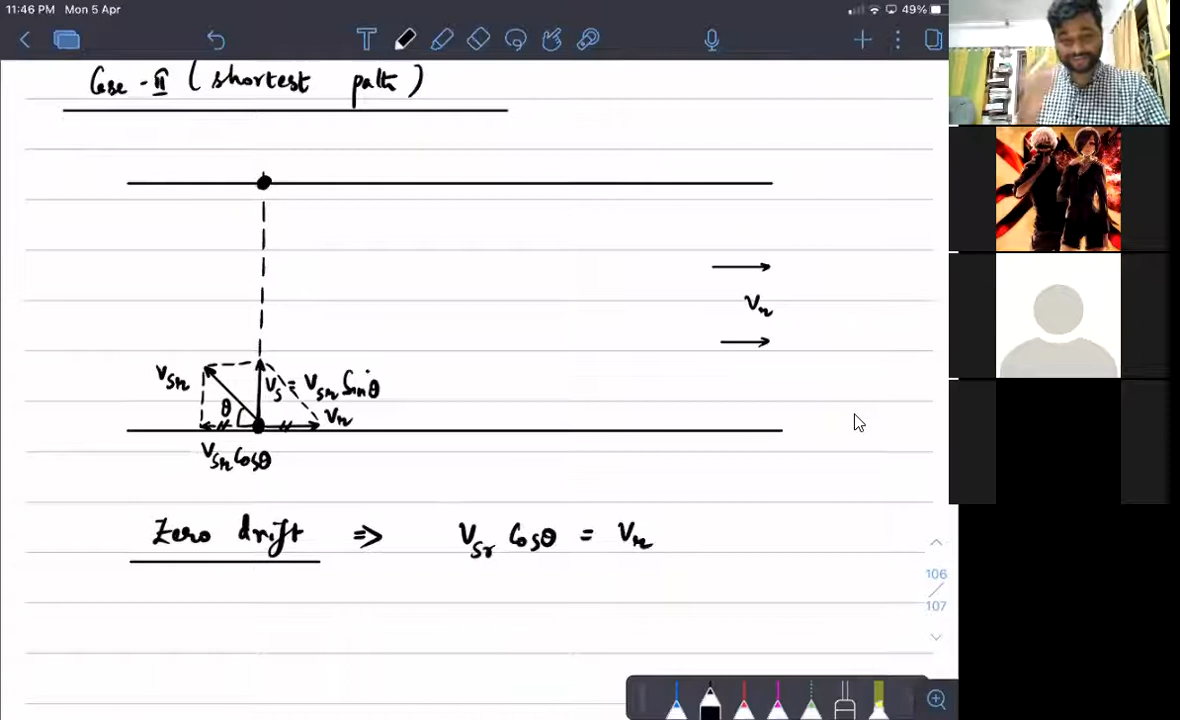 11:46 PM Mon 5 Apr 49%
Case - II (shortest path)
Vr
Vsr
Vs = Vsr Sinθ
θ
Vr
Vsr Cosθ
Zero drift => Vsr Cosθ = Vr
106
107